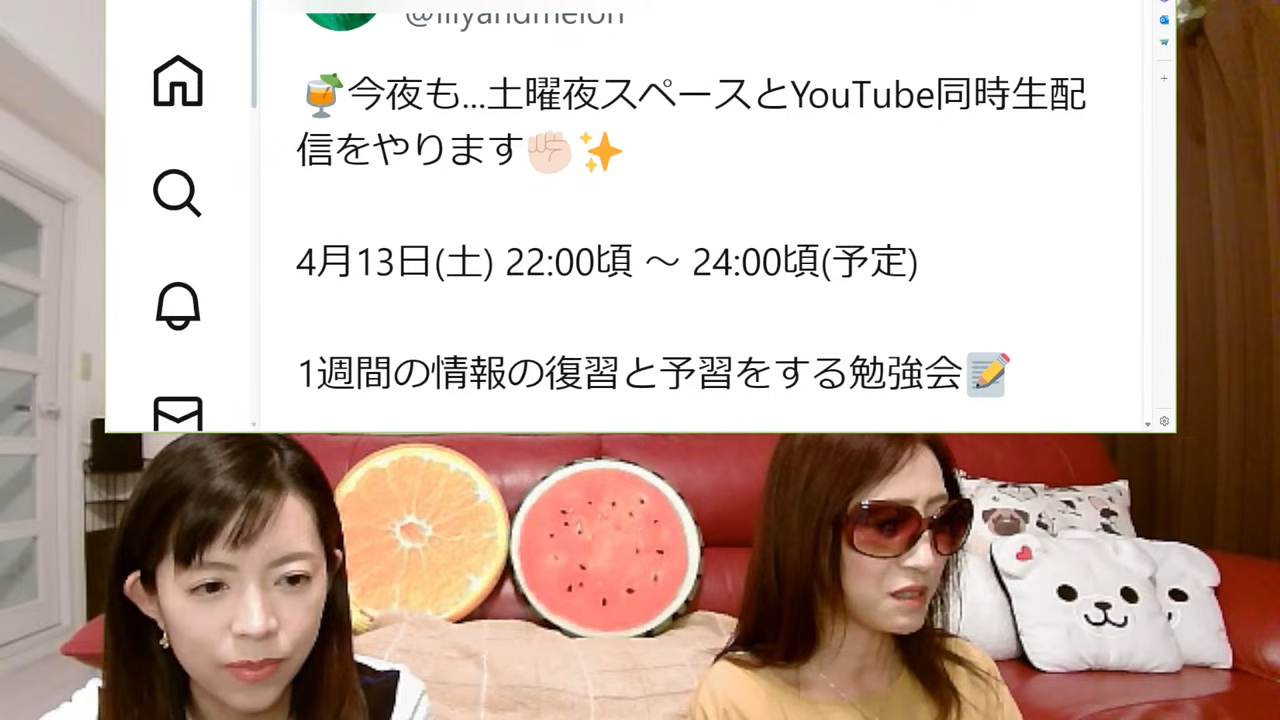 @lilyandmelon
🍹今夜も...土曜夜スペースとYouTube同時生配
信をやります✊🏻✨
4月13日(土) 22:00頃 〜 24:00頃(予定)
1週間の情報の復習と予習をする勉強会📝